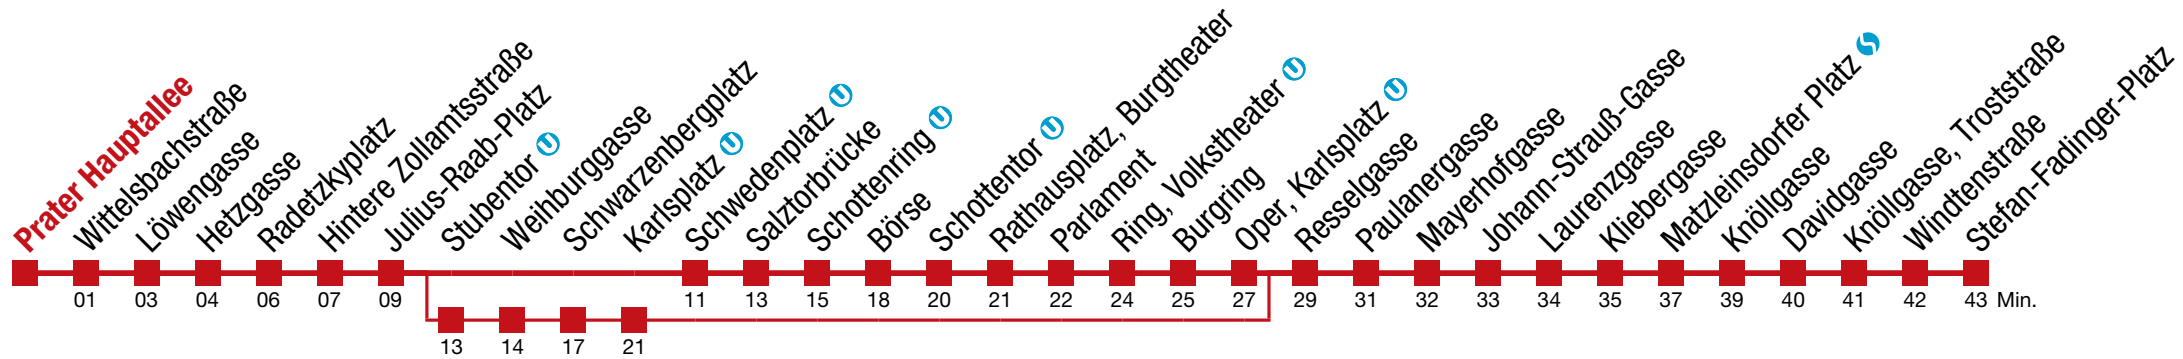 Prater Hauptallee
Wittelsbachstraße
Löwengasse
Hetzgasse
Radetzkyplatz
Hintere Zollamtsstraße
Julius-Raab-Platz
Stubentor U
Weihburggasse
Schwarzenbergplatz
Karlsplatz U
Schwedenplatz U
Salztorbrücke
Schottenring U
Börse
Schottentor U
Rathausplatz, Burgtheater
Parlament
Ring, Volkstheater U
Burgring
Oper, Karlsplatz U
Resselgasse
Paulanergasse
Mayerhofgasse
Johann-Strauß-Gasse
Laurenzgasse
Kliebergasse
Matzleinsdorfer Platz S
Knöllgasse
Davidgasse
Knöllgasse, Troststraße
Windtenstraße
Stefan-Fadinger-Platz
01 03 04 06 07 09 11 13 15 18 20 21 22 24 25 27 29 31 32 33 34 35 37 39 40 41 42 43 Min.
13 14 17 21